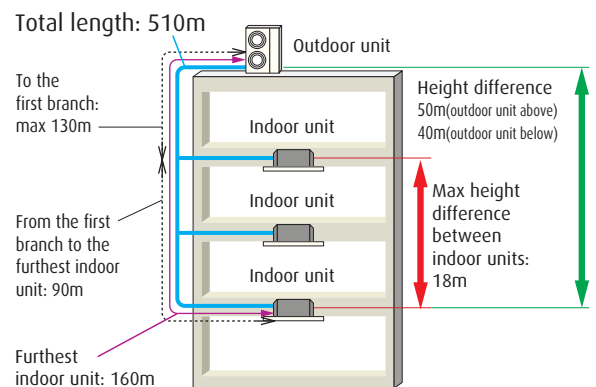 Total length: 510m
Outdoor unit
To the
first branch:
max 130m
Height difference
50m(outdoor unit above)
40m(outdoor unit below)
Indoor unit
Indoor unit
Max height
difference
between
indoor units:
18m
From the first
branch to the
furthest indoor
unit: 90m
Indoor unit
Furthest
indoor unit: 160m